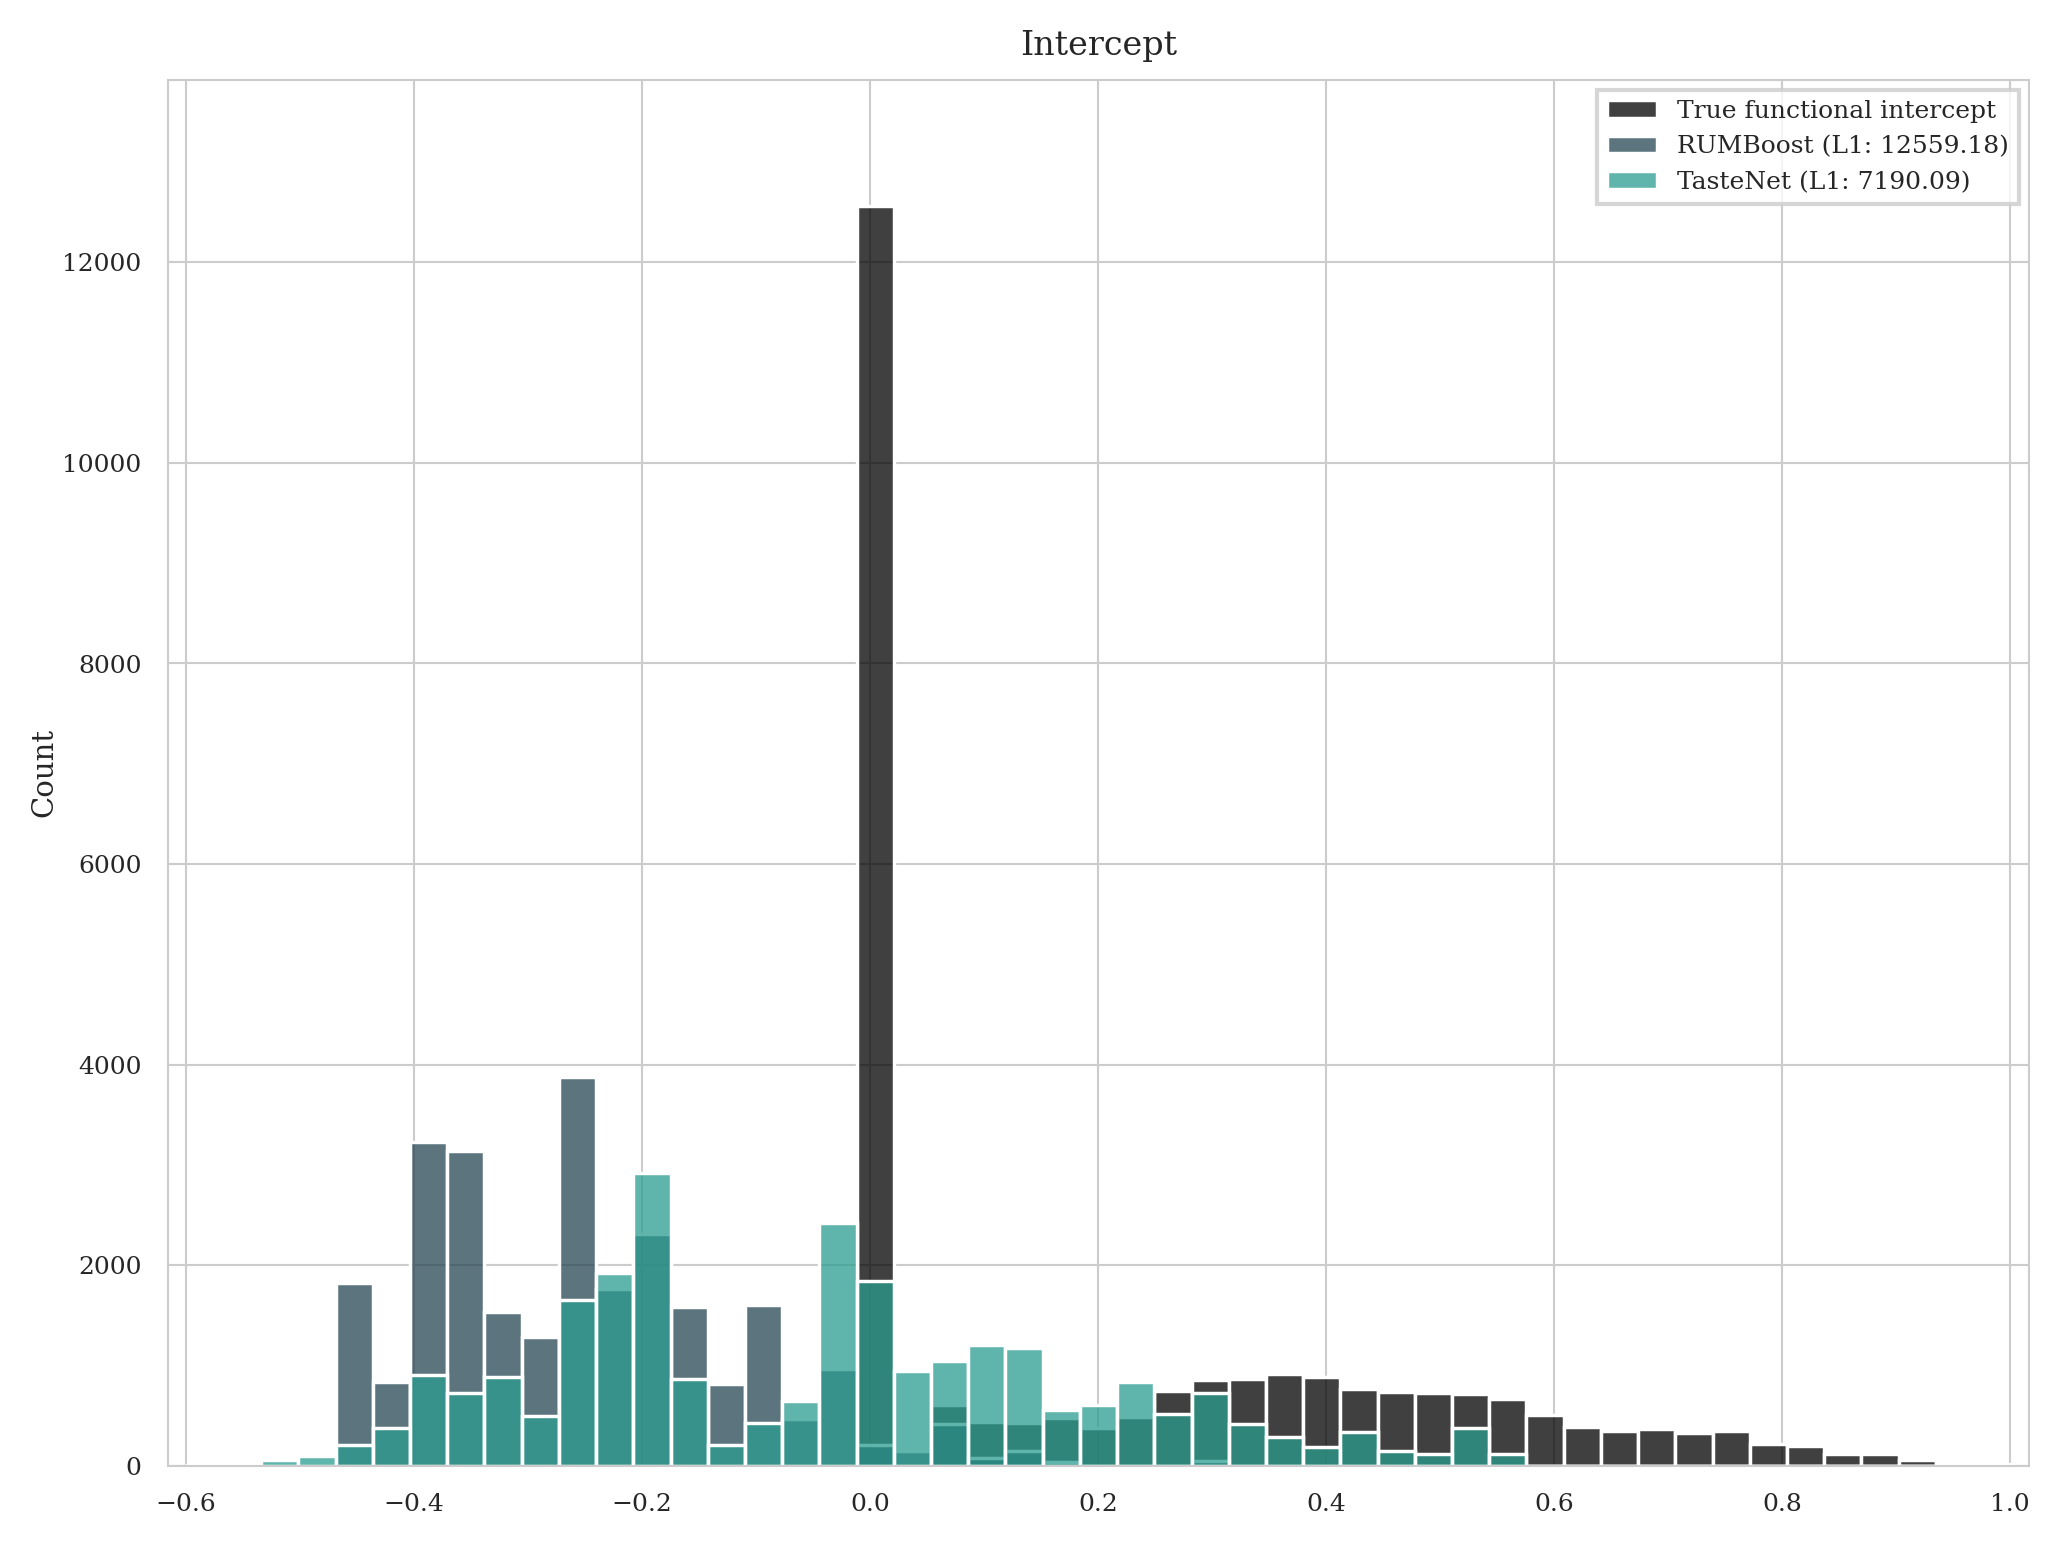 Intercept
True functional intercept
RUMBoost (L1: 12559.18)
TasteNet (L1: 7190.09)
Count
12000
10000
8000
6000
4000
2000
0
−0.6 −0.4 −0.2 0.0 0.2 0.4 0.6 0.8 1.0